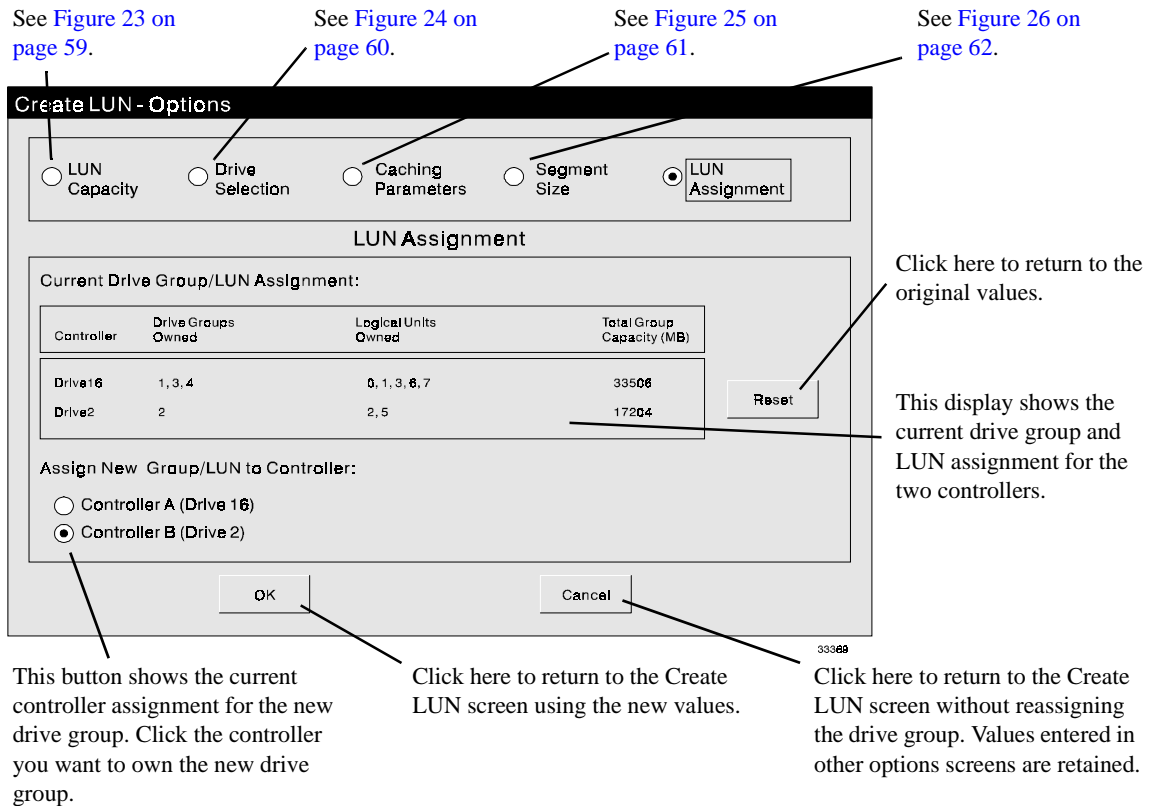 See Figure 23 on
page 59.
See Figure 24 on
page 60.
See Figure 25 on
page 61.
See Figure 26 on
page 62.
Create LUN - Options
LUN
Capacity
Drive
Selection
Caching
Parameters
Segment
Size
LUN
Assignment
LUN Assignment
Current Drive Group/LUN Assignment:
Controller
Drive Groups
Owned
Logical Units
Owned
Total Group
Capacity (MB)
Drive16 1, 3, 4 0, 1, 3, 6, 7 33506
Drive2 2 2, 5 17204
Reset
Click here to return to the
original values.
This display shows the
current drive group and
LUN assignment for the
two controllers.
Assign New Group/LUN to Controller:
Controller A (Drive 16)
Controller B (Drive 2)
OK
Cancel
33369
This button shows the current
controller assignment for the new
drive group. Click the controller
you want to own the new drive
group.
Click here to return to the Create
LUN screen using the new values.
Click here to return to the Create
LUN screen without reassigning
the drive group. Values entered in
other options screens are retained.